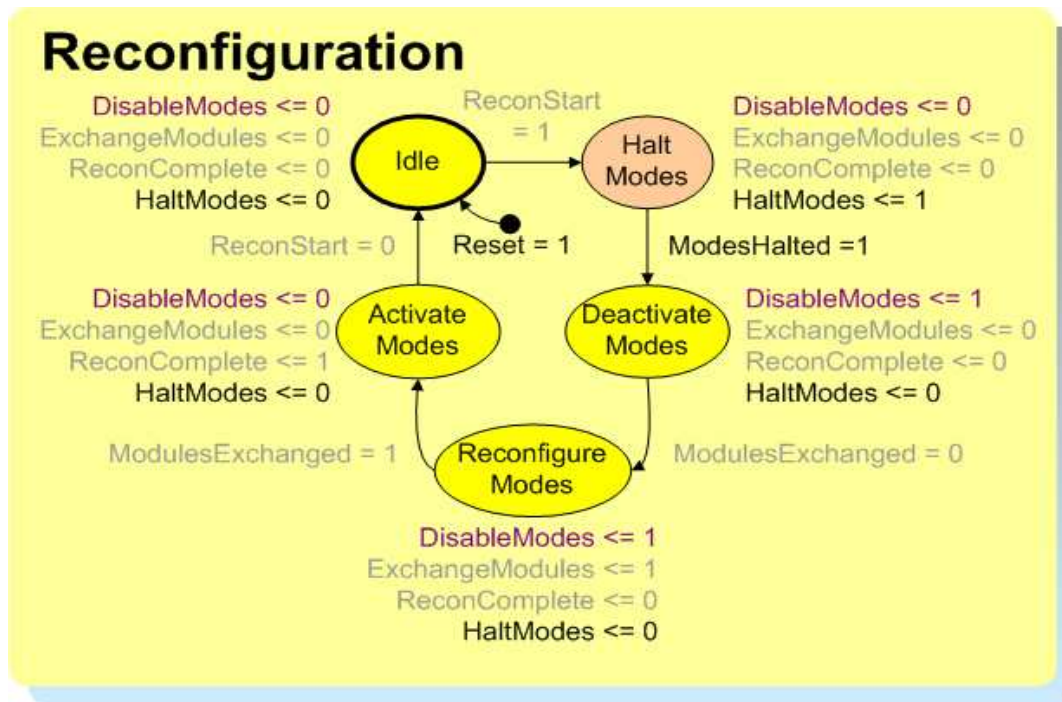 Reconfiguration
DisableModes <= 0
ExchangeModules <= 0
ReconComplete <= 0
HaltModes <= 0
Idle
ReconStart
= 1
Halt
Modes
DisableModes <= 0
ExchangeModules <= 0
ReconComplete <= 0
HaltModes <= 1
ReconStart = 0
Reset = 1
ModesHalted =1
DisableModes <= 0
ExchangeModules <= 0
ReconComplete <= 1
HaltModes <= 0
Activate
Modes
Deactivate
Modes
DisableModes <= 1
ExchangeModules <= 0
ReconComplete <= 0
HaltModes <= 0
ModulesExchanged = 1
Reconfigure
Modes
ModulesExchanged = 0
DisableModes <= 1
ExchangeModules <= 1
ReconComplete <= 0
HaltModes <= 0